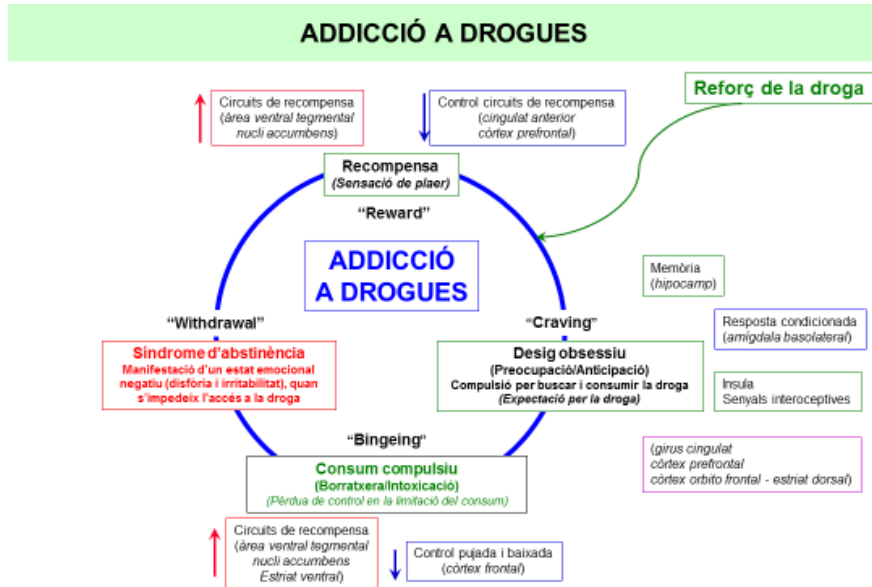 ADDICCIÓ A DROGUES
Circuits de recompensa
(àrea ventral tegmental
nucli accumbens)
Control circuits de recompensa
(cingulat anterior
còrtex prefrontal)
Reforç de la droga
Recompensa
(Sensació de plaer)
“Reward”
ADDICCIÓ
A DROGUES
Memòria
(hipocamp)
“Withdrawal”
“Craving”
Resposta condicionada
(amígdala basolateral)
Síndrome d’abstinència
Manifestació d’un estat emocional
negatiu (disfòria i irritabilitat), quan
s’impedeix l’accés a la droga
Desig obsessiu
(Preocupació/Anticipació)
Compulsió per buscar i consumir la droga
(Expectació per la droga)
Insula
Senyals interoceptives
“Bingeing”
Consum compulsiu
(Borratxera/Intoxicació)
(Pèrdua de control en la limitació del consum)
(girus cingulat
còrtex prefrontal
còrtex orbito frontal - estriat dorsal)
Circuits de recompensa
(àrea ventral tegmental
nucli accumbens
Estriat ventral)
Control pujada i baixada
(còrtex frontal)